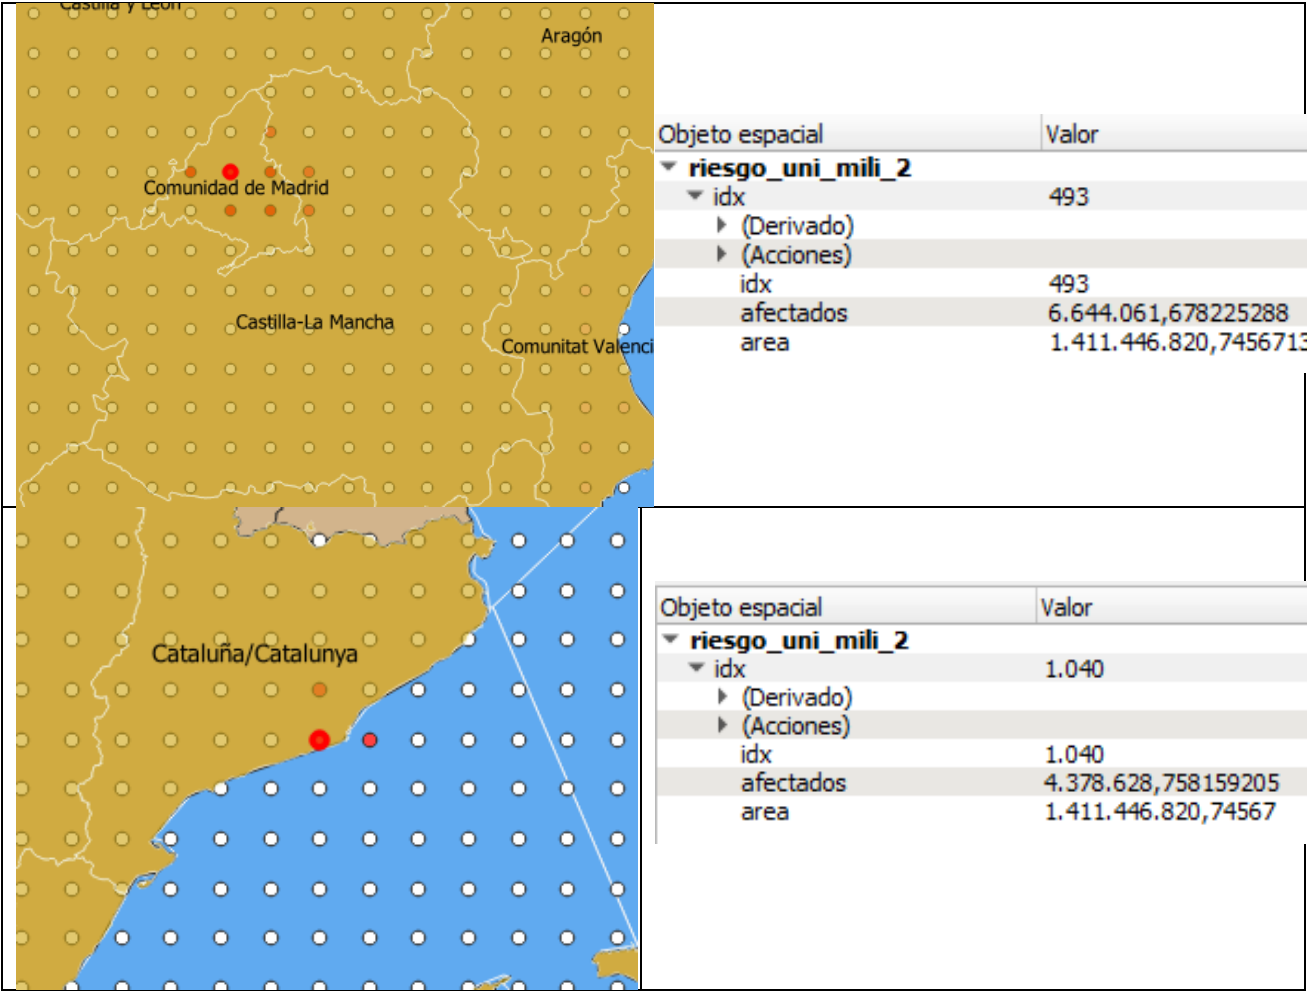 Castilla y León
Aragón
Comunidad de Madrid
Castilla-La Mancha
Comunitat Valenci
Objeto espacial Valor
riesgo_uni_mili_2
idx 493
(Derivado)
(Acciones)
idx 493
afectados 6.644.061,678225288
area 1.411.446.820,7456713
Cataluña/Catalunya
Objeto espacial Valor
riesgo_uni_mili_2
idx 1.040
(Derivado)
(Acciones)
idx 1.040
afectados 4.378.628,758159205
area 1.411.446.820,74567